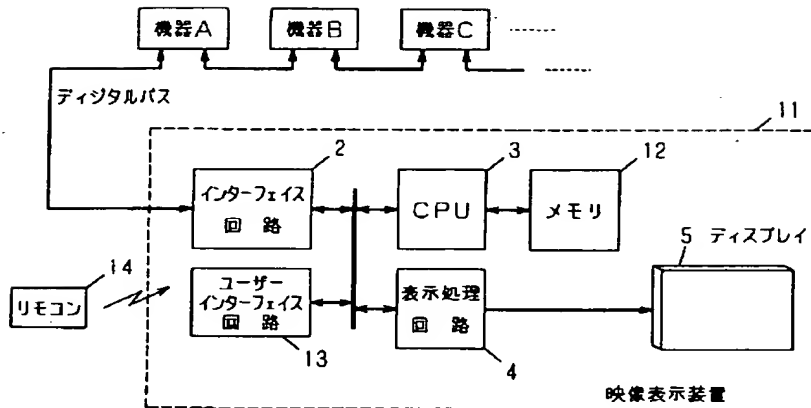 機器A
機器B
機器C
ディジタルバス
11
2
3
12
インターフェイス
回路
CPU
メモリ
5 ディスプレイ
14
リモコン
ユーザー
インターフェイス
回路
13
表示処理
回路
4
映像表示装置